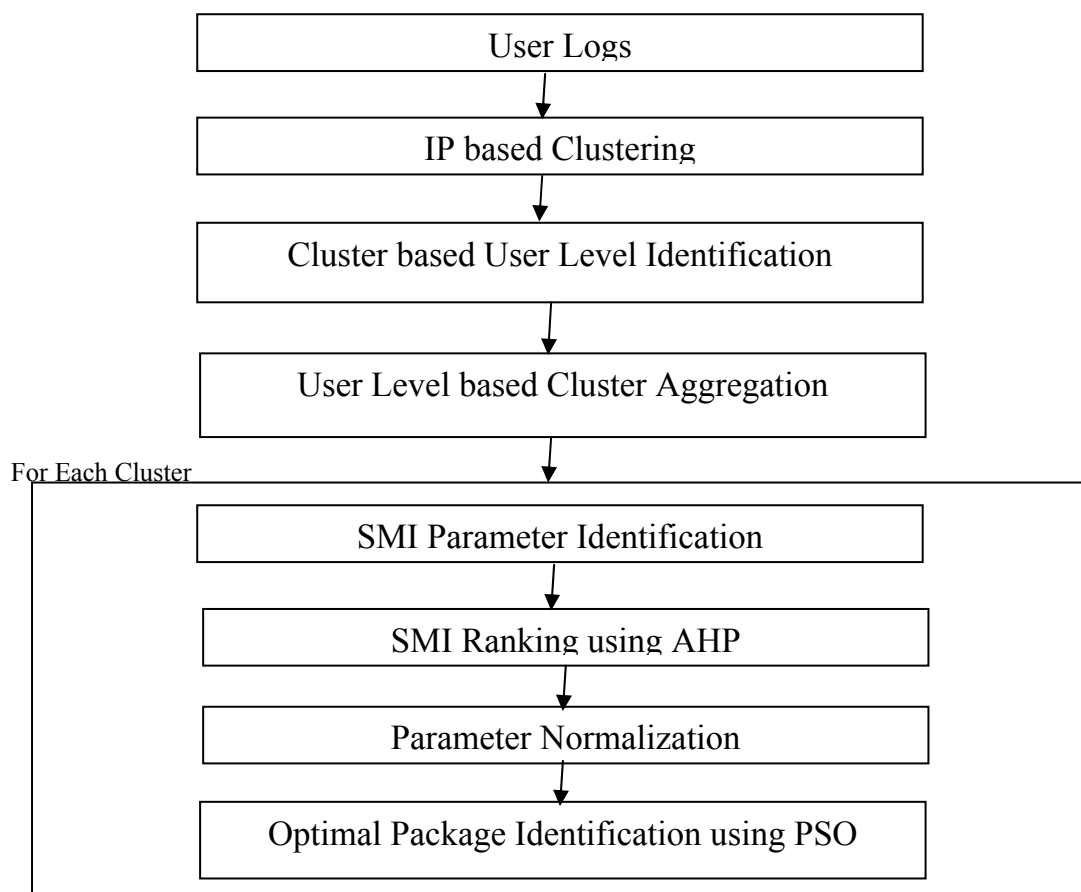 User Logs
IP based Clustering
Cluster based User Level Identification
User Level based Cluster Aggregation
For Each Cluster
SMI Parameter Identification
SMI Ranking using AHP
Parameter Normalization
Optimal Package Identification using PSO